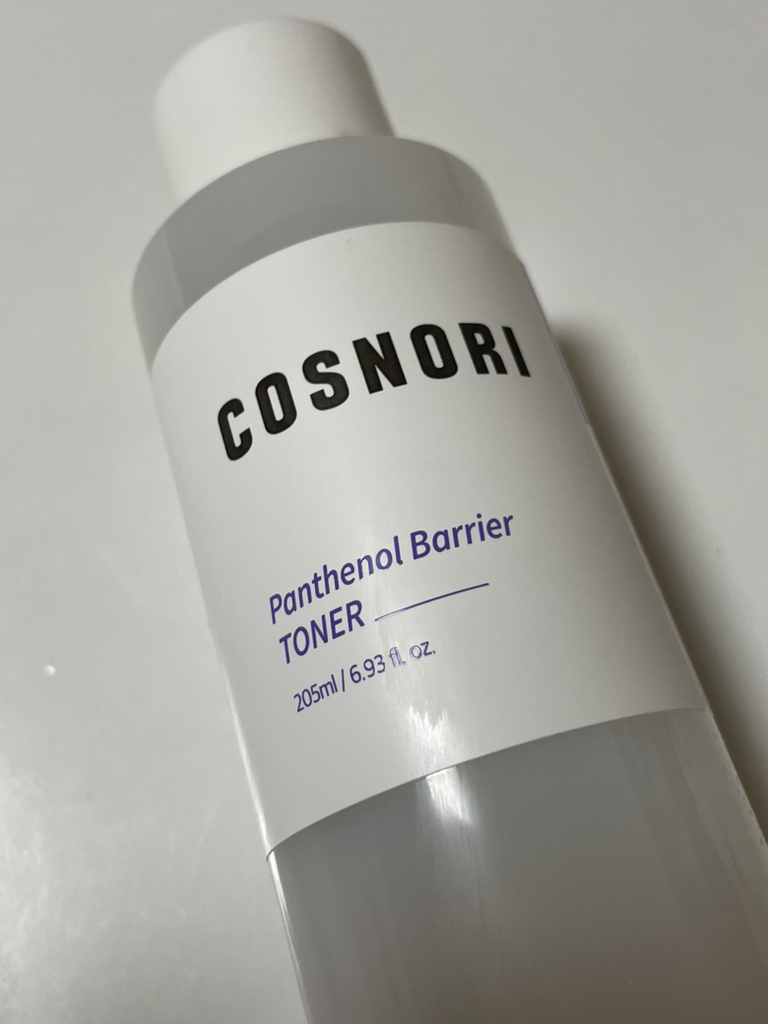 COSNORI
Panthenol Barrier
TONER
205ml / 6.93 fl. oz.